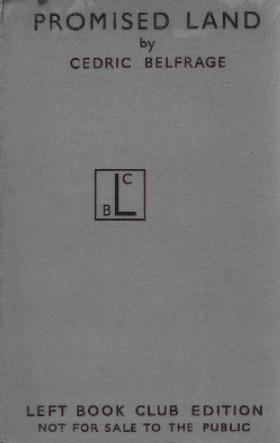 PROMISED LAND
by
CEDRIC BELFRAGE
C
L
B
LEFT BOOK CLUB EDITION
NOT FOR SALE TO THE PUBLIC